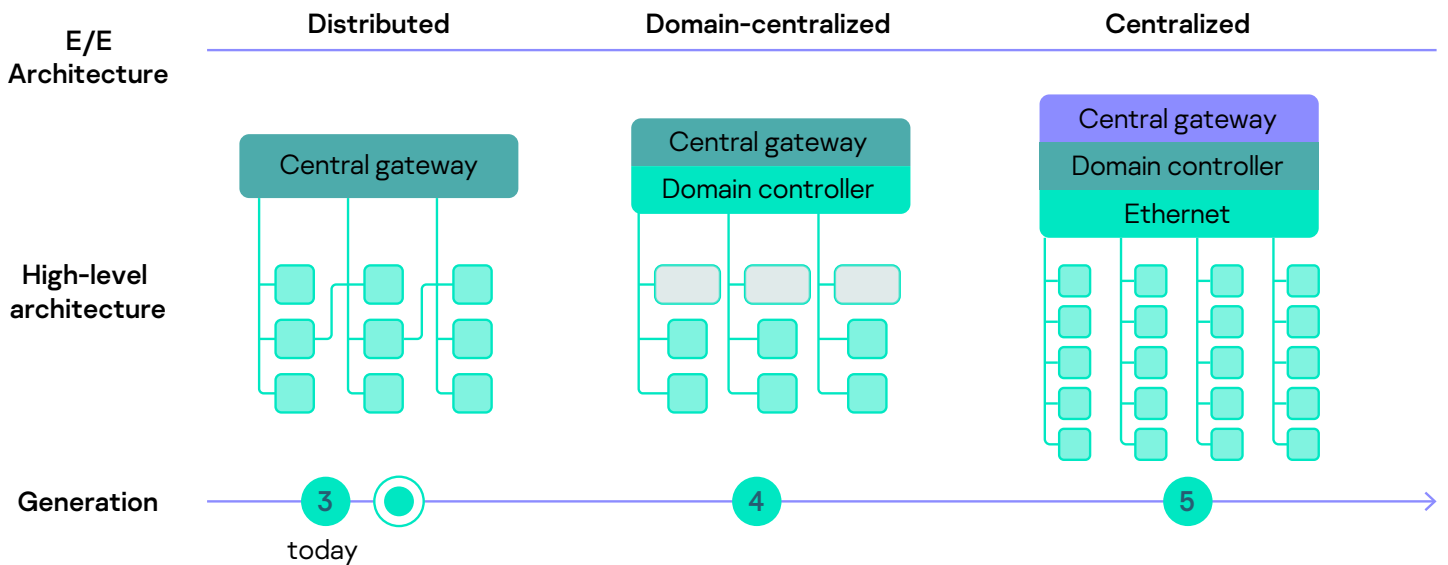 E/E
Architecture
Distributed
Domain-centralized
Centralized
High-level
architecture
Central gateway
Central gateway
Domain controller
Central gateway
Domain controller
Ethernet
Generation
3
4
5
today